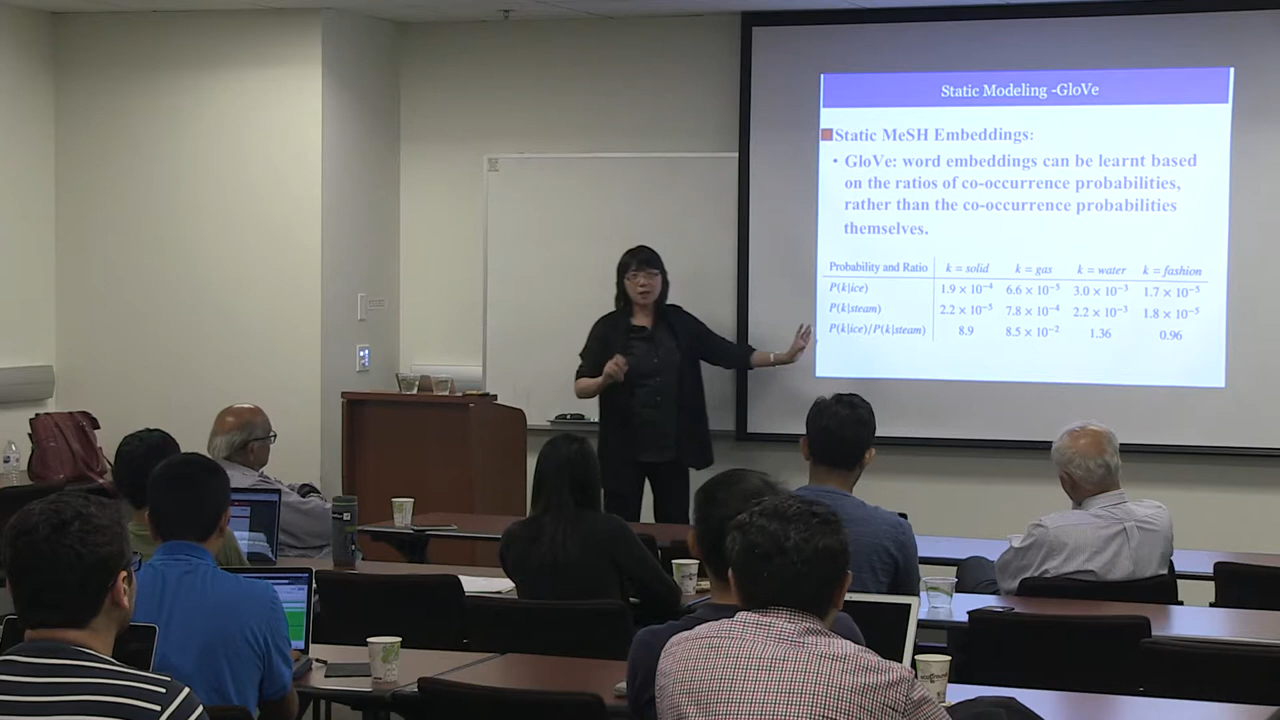 Static Modeling -GloVe
Static MeSH Embeddings:
• GloVe: word embeddings can be learnt based
on the ratios of co-occurrence probabilities,
rather than the co-occurrence probabilities
themselves.
Probability and Ratio k = solid k = gas k = water k = fashion
P(k|ice) 1.9 × 10⁻⁴ 6.6 × 10⁻⁵ 3.0 × 10⁻³ 1.7 × 10⁻⁵
P(k|steam) 2.2 × 10⁻⁵ 7.8 × 10⁻⁴ 2.2 × 10⁻³ 1.8 × 10⁻⁵
P(k|ice)/P(k|steam) 8.9 8.5 × 10⁻² 1.36 0.96